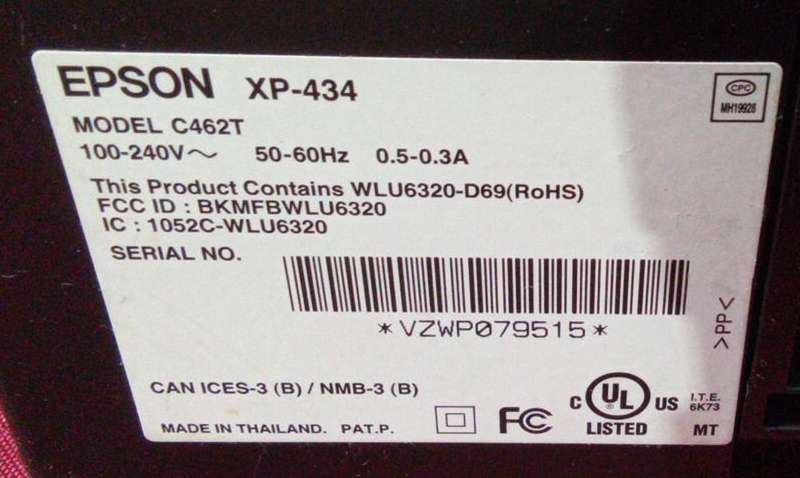 EPSON XP-434
CPC
MH19928
MODEL C462T
100-240V～ 50-60Hz 0.5-0.3A
This Product Contains WLU6320-D69(RoHS)
FCC ID : BKMFBWLU6320
IC : 1052C-WLU6320
SERIAL NO.
*VZWP079515*
>PP<
CAN ICES-3 (B) / NMB-3 (B)
MADE IN THAILAND. PAT.P.
FC
C UL US
LISTED
I.T.E.
6K73
MT